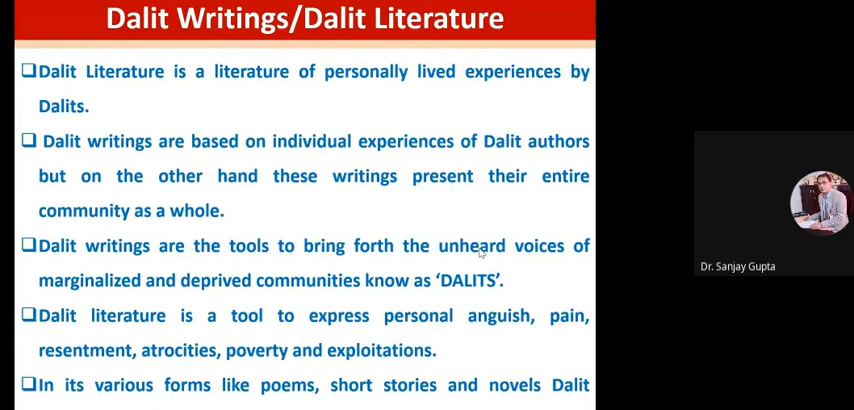 Dalit Writings/Dalit Literature
❑Dalit Literature is a literature of personally lived experiences by
Dalits.
❑ Dalit writings are based on individual experiences of Dalit authors
but on the other hand these writings present their entire
community as a whole.
❑Dalit writings are the tools to bring forth the unheard voices of
marginalized and deprived communities know as ‘DALITS’.
❑Dalit literature is a tool to express personal anguish, pain,
resentment, atrocities, poverty and exploitations.
❑In its various forms like poems, short stories and novels Dalit
Dr. Sanjay Gupta